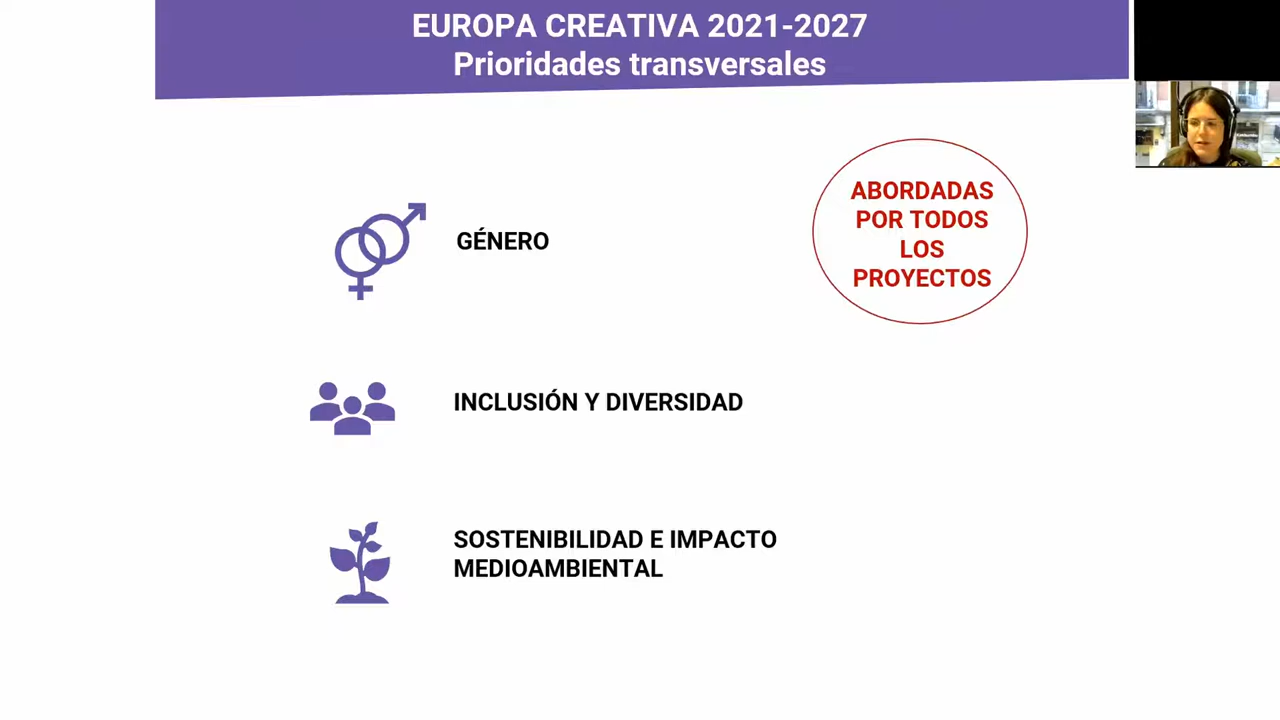 EUROPA CREATIVA 2021-2027
Prioridades transversales
GÉNERO
ABORDADAS
POR TODOS
LOS
PROYECTOS
INCLUSIÓN Y DIVERSIDAD
SOSTENIBILIDAD E IMPACTO
MEDIOAMBIENTAL